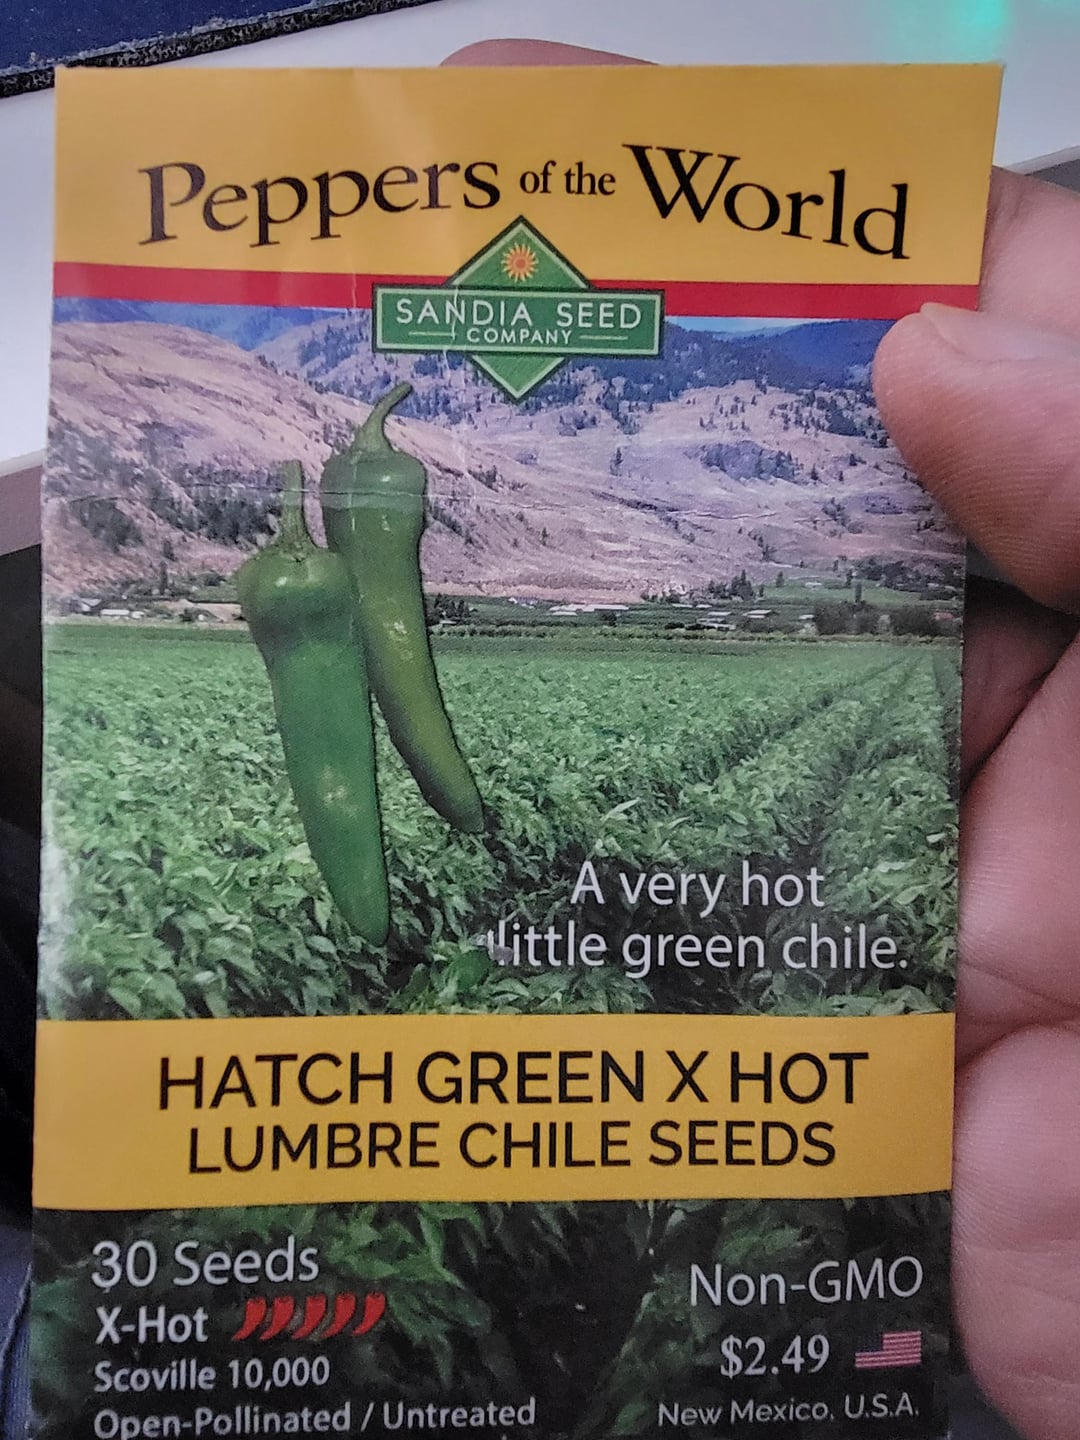 Peppers of the World
SANDIA SEED
COMPANY
A very hot
little green chile.
HATCH GREEN X HOT
LUMBRE CHILE SEEDS
30 Seeds
X-Hot
Scoville 10,000
Open-Pollinated / Untreated
Non-GMO
$2.49
New Mexico, U.S.A.